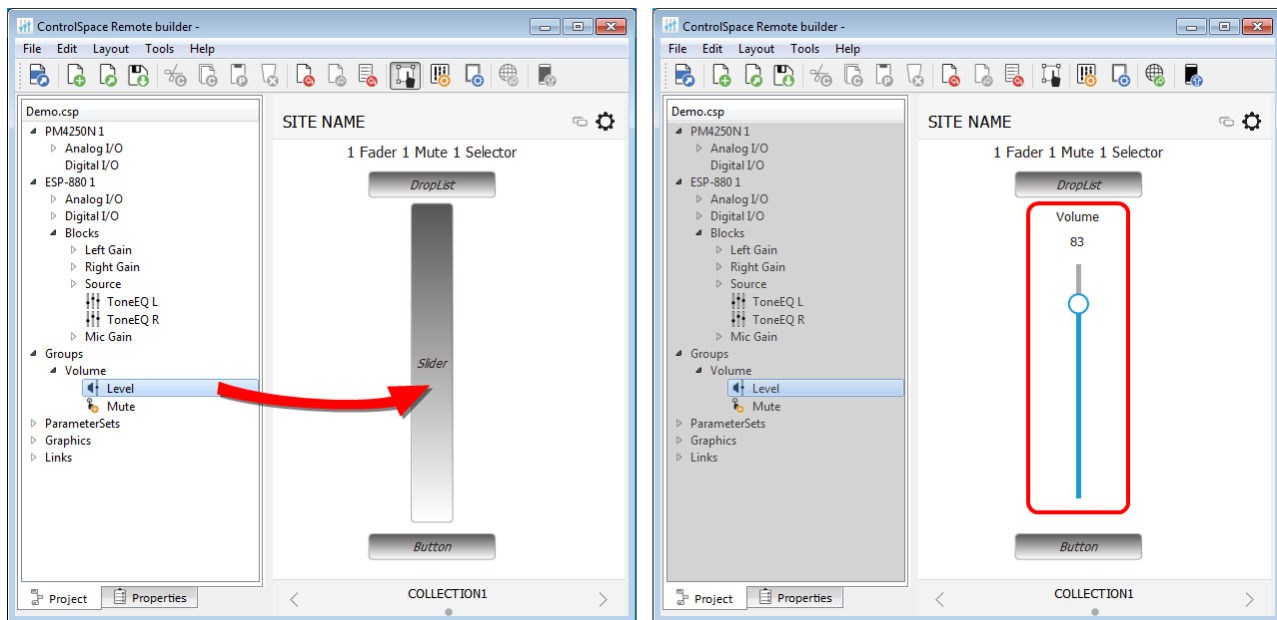 ControlSpace Remote builder -
File Edit Layout Tools Help
Demo.csp
PM4250N 1
Analog I/O
Digital I/O
ESP-880 1
Analog I/O
Digital I/O
Blocks
Left Gain
Right Gain
Source
ToneEQ L
ToneEQ R
Mic Gain
Groups
Volume
Level
Mute
ParameterSets
Graphics
Links
Project Properties
SITE NAME
1 Fader 1 Mute 1 Selector
DropList
Slider
Button
COLLECTION1
ControlSpace Remote builder -
File Edit Layout Tools Help
Demo.csp
PM4250N 1
Analog I/O
Digital I/O
ESP-880 1
Analog I/O
Digital I/O
Blocks
Left Gain
Right Gain
Source
ToneEQ L
ToneEQ R
Mic Gain
Groups
Volume
Level
Mute
ParameterSets
Graphics
Links
Project Properties
SITE NAME
1 Fader 1 Mute 1 Selector
DropList
Volume
83
Button
COLLECTION1